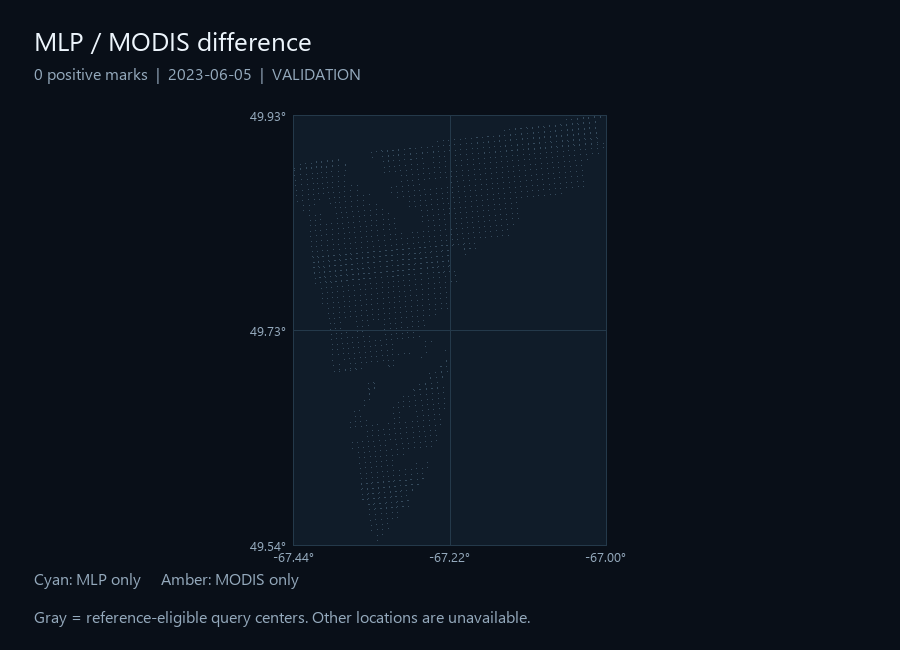 MLP / MODIS difference
0 positive marks | 2023-06-05 | VALIDATION
49.93°
49.73°
49.54°
-67.44° -67.22° -67.00°
Cyan: MLP only Amber: MODIS only
Gray = reference-eligible query centers. Other locations are unavailable.